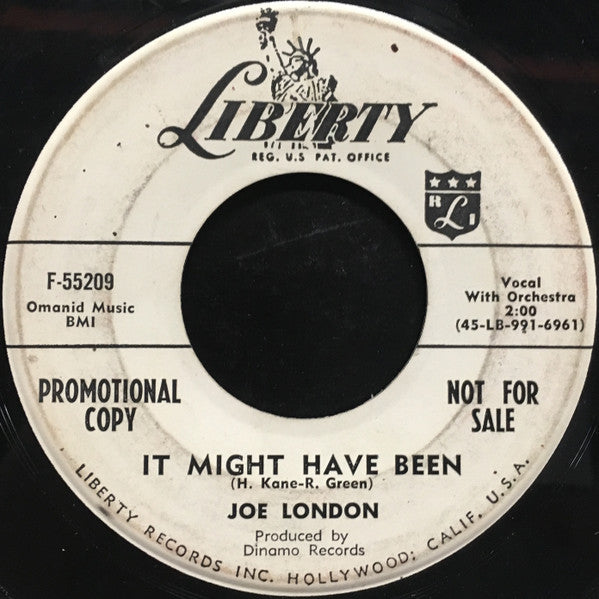 LIBERTY
REG. U.S. PAT. OFFICE
★★★
R L I
F-55209
Omanid Music
BMI
Vocal
With Orchestra
2:00
(45-LB-991-6961)
PROMOTIONAL
COPY
NOT FOR
SALE
IT MIGHT HAVE BEEN
(H. Kane-R. Green)
JOE LONDON
Produced by
Dinamo Records
LIBERTY RECORDS INC. HOLLYWOOD, CALIF. U.S.A.